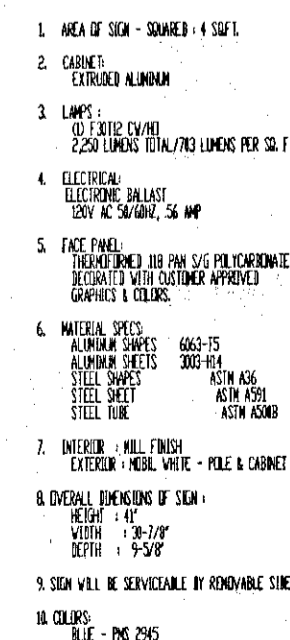 1. AREA OF SIGN - SQUARED : 4 SQ.FT.
2. CABINET:
EXTRUDED ALUMINUM
3. LAMPS :
(1) F30T12 CW/HO
2,250 LUMENS TOTAL/703 LUMENS PER SQ. F
4. ELECTRICAL:
ELECTRONIC BALLAST
120V AC 50/60HZ, .56 AMP
5. FACE PANEL:
THERMOFORMED .118 PAN S/G POLYCARBONATE
DECORATED WITH CUSTOMER APPROVED
GRAPHICS & COLORS.
6. MATERIAL SPECS:
ALUMINUM SHAPES 6063-T5
ALUMINUM SHEETS 3003-H14
STEEL SHAPES ASTM A36
STEEL SHEET ASTM A591
STEEL TUBE ASTM A500B
7. INTERIOR : MILL FINISH
EXTERIOR : MOBIL WHITE - POLE & CABINET
8. OVERALL DIMENSIONS OF SIGN :
HEIGHT : 41"
WIDTH : 30-7/8"
DEPTH : 9-5/8"
9. SIGN WILL BE SERVICEABLE BY REMOVABLE SIDE
10. COLORS:
BLUE - PMS 2945